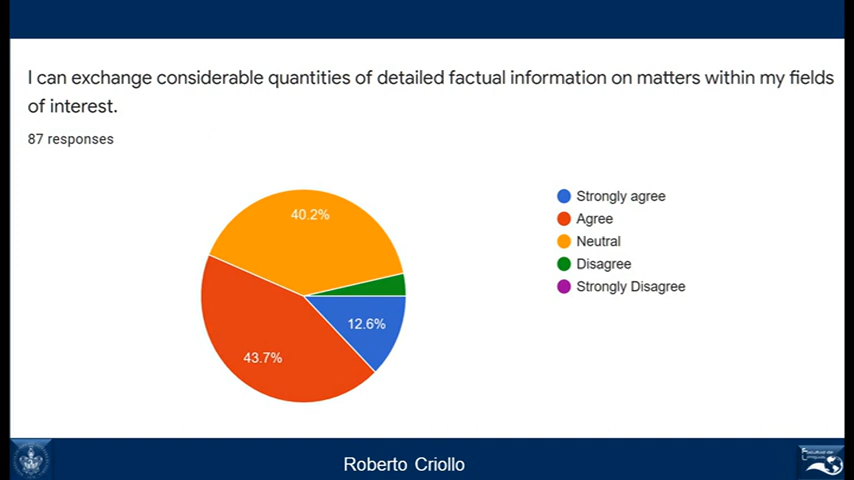 I can exchange considerable quantities of detailed factual information on matters within my fields
of interest.
87 responses
40.2%
12.6%
43.7%
Strongly agree
Agree
Neutral
Disagree
Strongly Disagree
Roberto Criollo